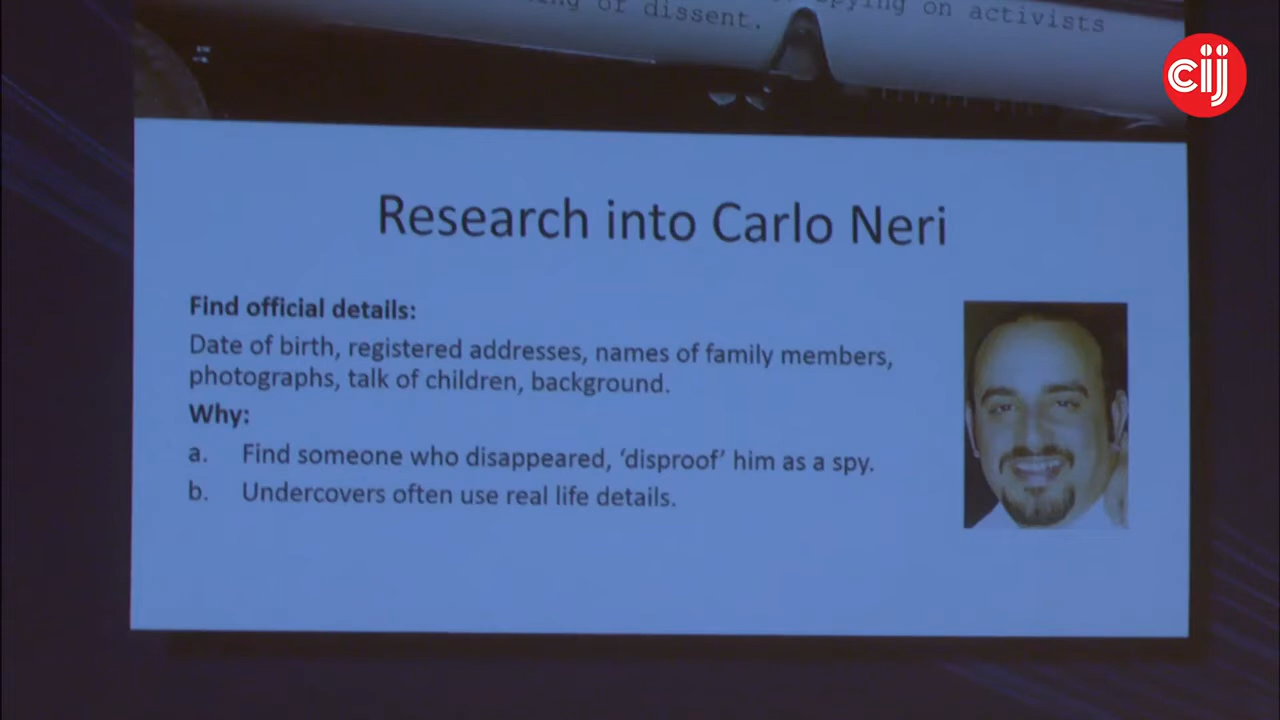 of dissent.
spying on activists
cij
Research into Carlo Neri
Find official details:
Date of birth, registered addresses, names of family members,
photographs, talk of children, background.
Why:
a. Find someone who disappeared, ‘disproof’ him as a spy.
b. Undercovers often use real life details.